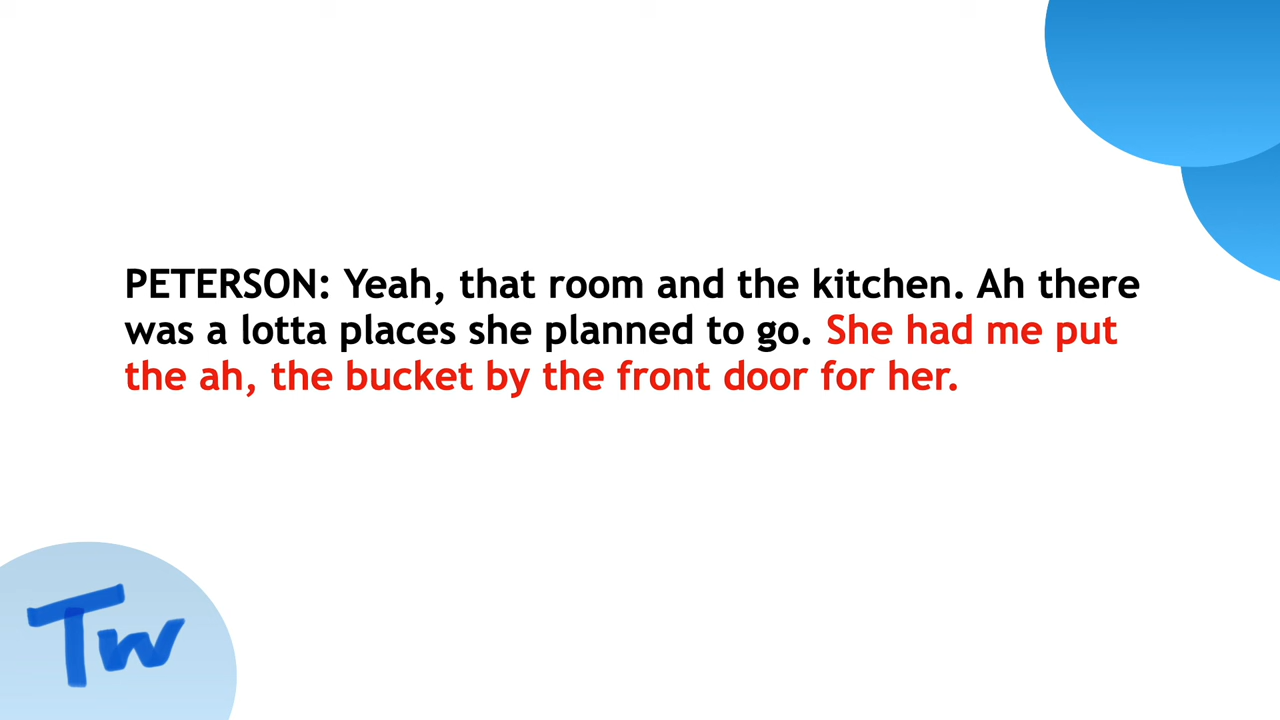 PETERSON: Yeah, that room and the kitchen. Ah there
was a lotta places she planned to go. She had me put
the ah, the bucket by the front door for her.
Tw